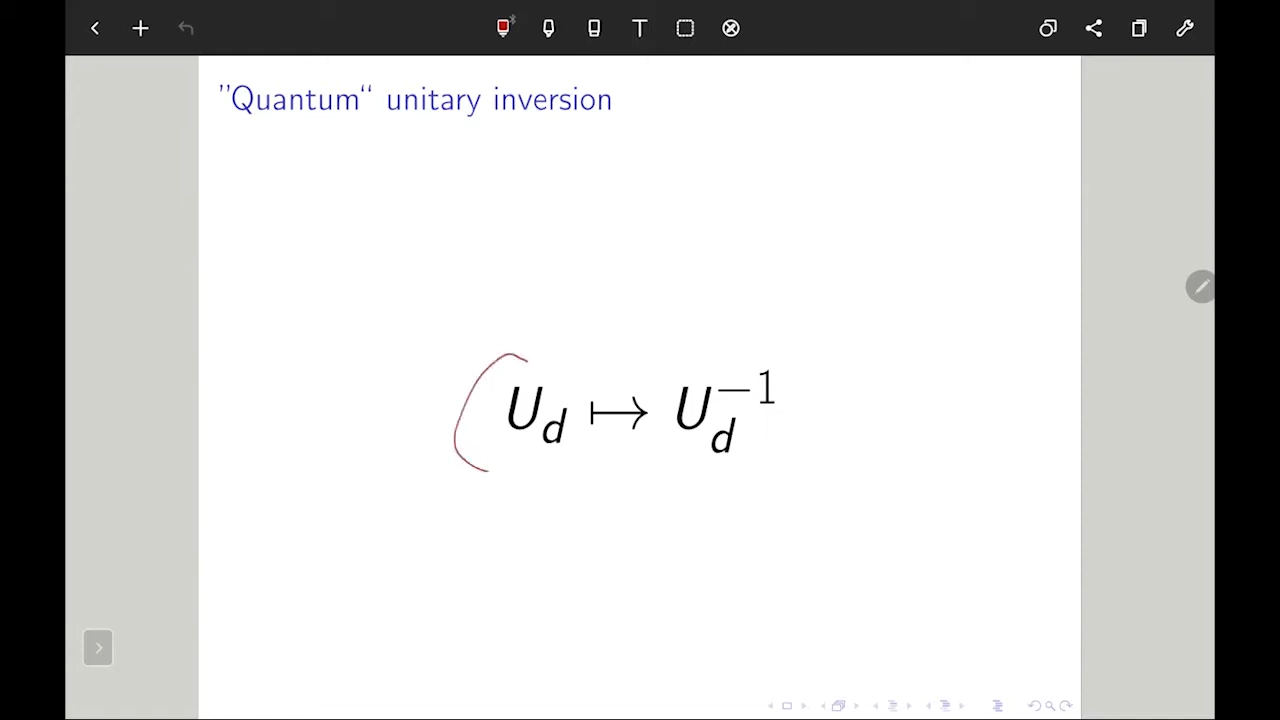 ”Quantum“ unitary inversion
U_d ↦ U_d^{-1}